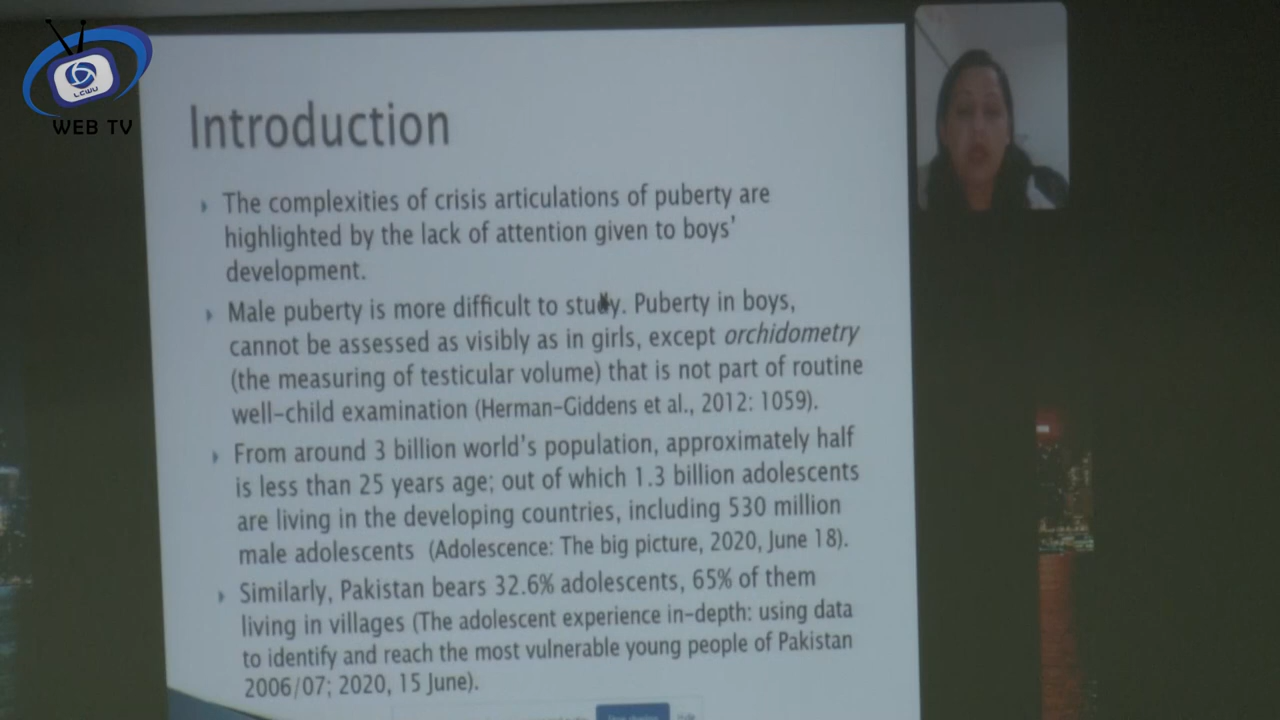 LCWU
WEB TV
Introduction
The complexities of crisis articulations of puberty are
highlighted by the lack of attention given to boys'
development.
Male puberty is more difficult to study. Puberty in boys,
cannot be assessed as visibly as in girls, except orchidometry
(the measuring of testicular volume) that is not part of routine
well-child examination (Herman-Giddens et al., 2012: 1059).
From around 3 billion world's population, approximately half
is less than 25 years age; out of which 1.3 billion adolescents
are living in the developing countries, including 530 million
male adolescents (Adolescence: The big picture, 2020, June 18).
Similarly, Pakistan bears 32.6% adolescents, 65% of them
living in villages (The adolescent experience in-depth: using data
to identify and reach the most vulnerable young people of Pakistan
2006/07; 2020, 15 June).